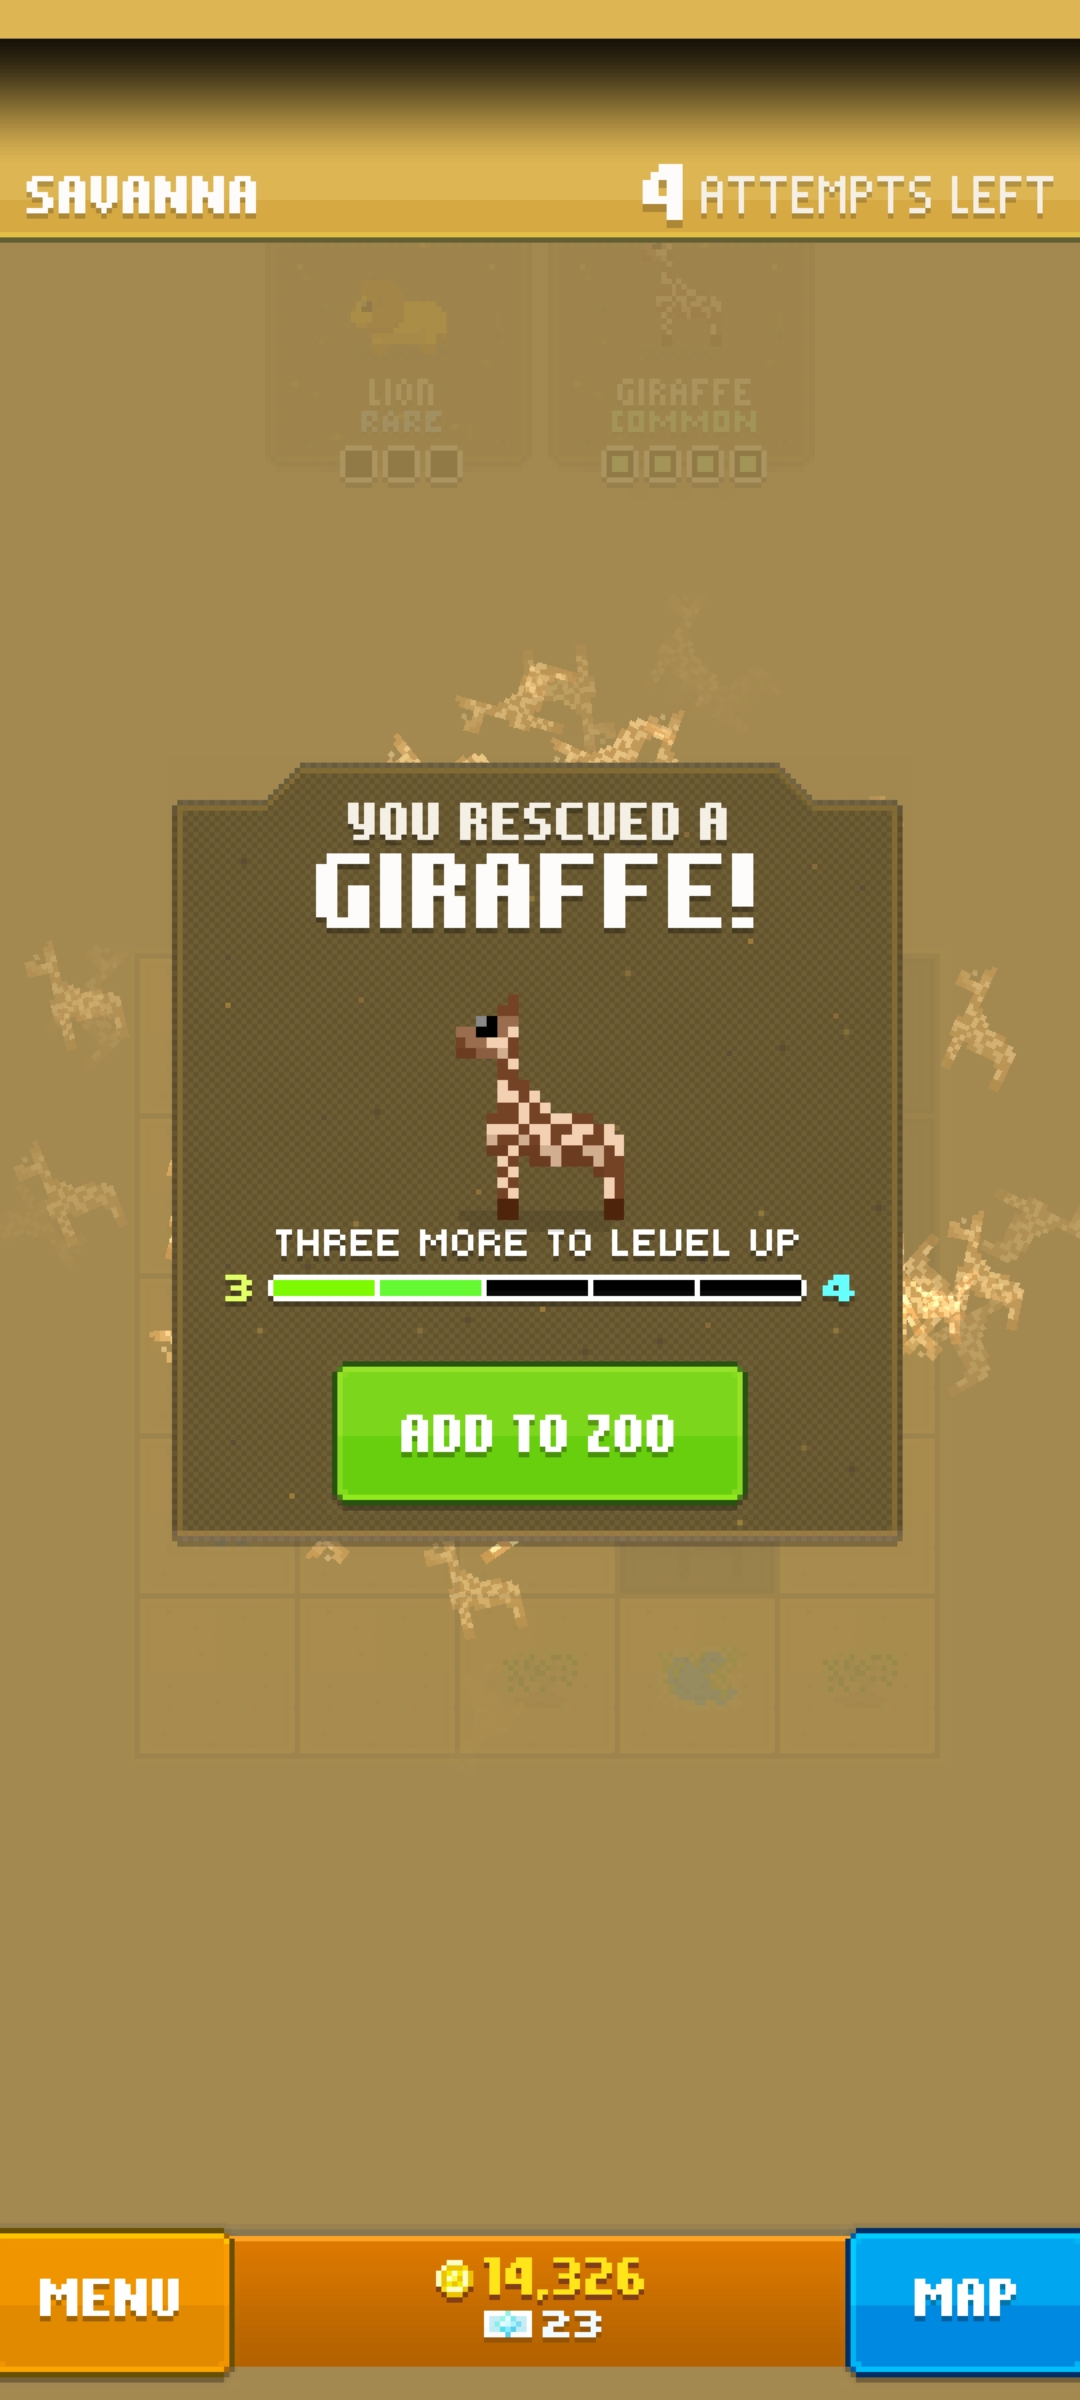 SAVANNA
4 ATTEMPTS LEFT
LION
RARE
GIRAFFE
COMMON
YOU RESCUED A
GIRAFFE!
THREE MORE TO LEVEL UP
3
4
ADD TO ZOO
MENU
14,326
23
MAP